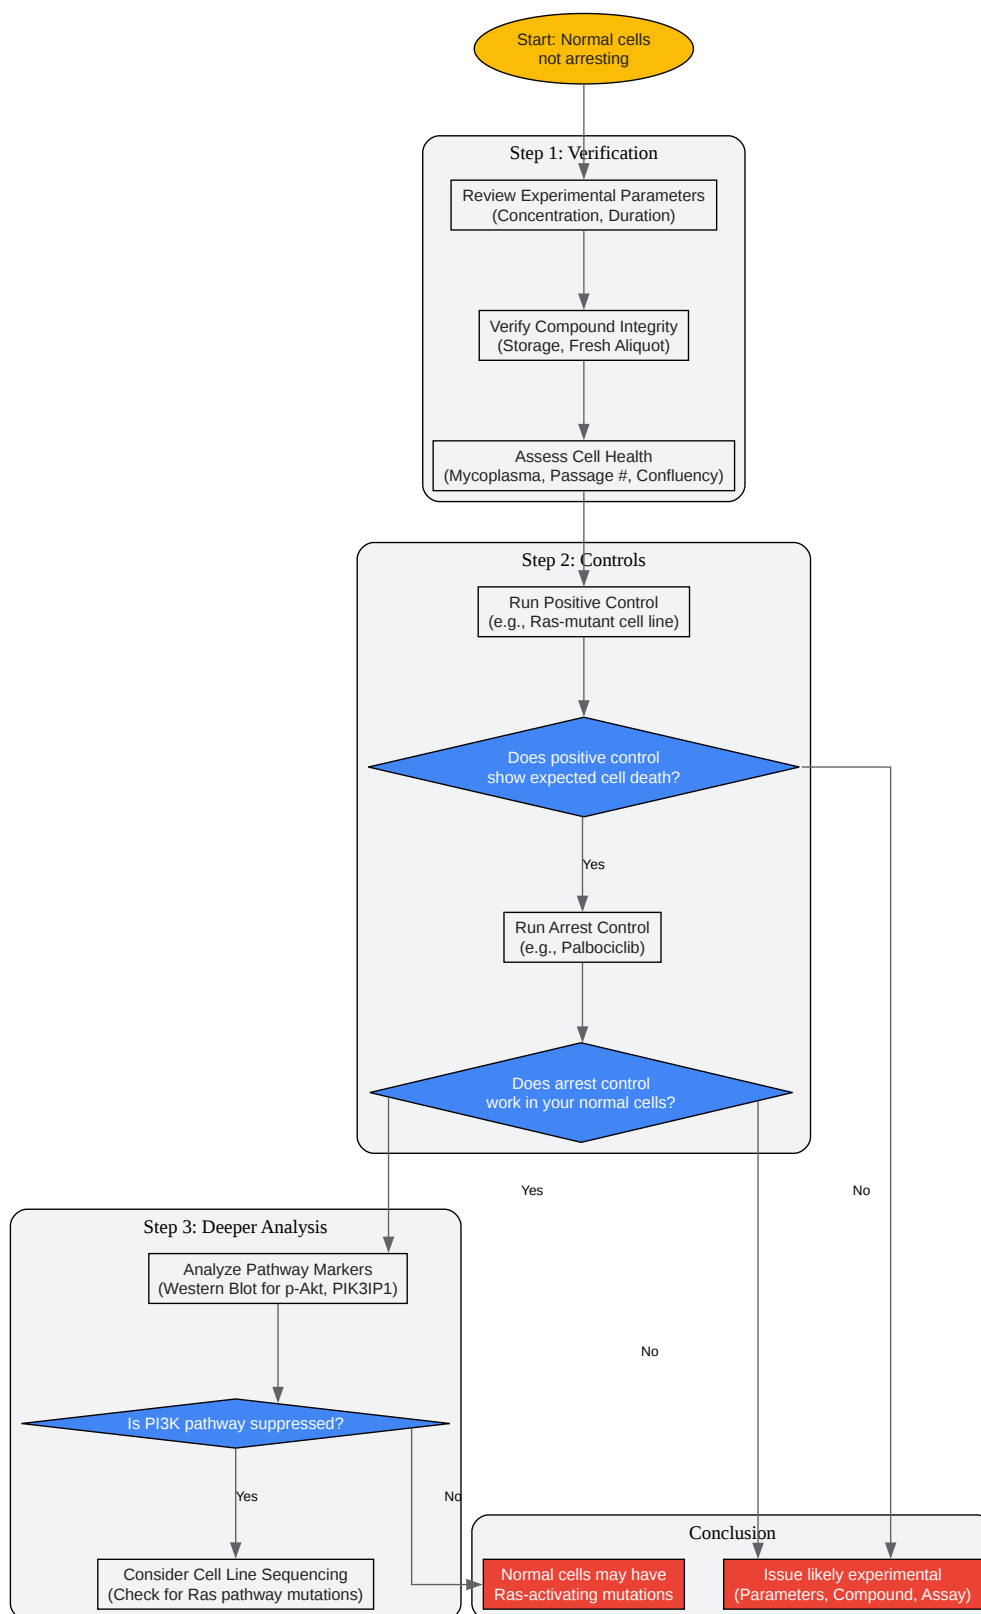 Start: Normal cells
not arresting
Step 1: Verification
Review Experimental Parameters
(Concentration, Duration)
Verify Compound Integrity
(Storage, Fresh Aliquot)
Assess Cell Health
(Mycoplasma, Passage #, Confluency)
Step 2: Controls
Run Positive Control
(e.g., Ras-mutant cell line)
Does positive control
show expected cell death?
Yes
Run Arrest Control
(e.g., Palbociclib)
Does arrest control
work in your normal cells?
Yes
No
Step 3: Deeper Analysis
Analyze Pathway Markers
(Western Blot for p-Akt, PIK3IP1)
No
Is PI3K pathway suppressed?
Yes
No
Conclusion
Consider Cell Line Sequencing
(Check for Ras pathway mutations)
Normal cells may have
Ras-activating mutations
Issue likely experimental
(Parameters, Compound, Assay)